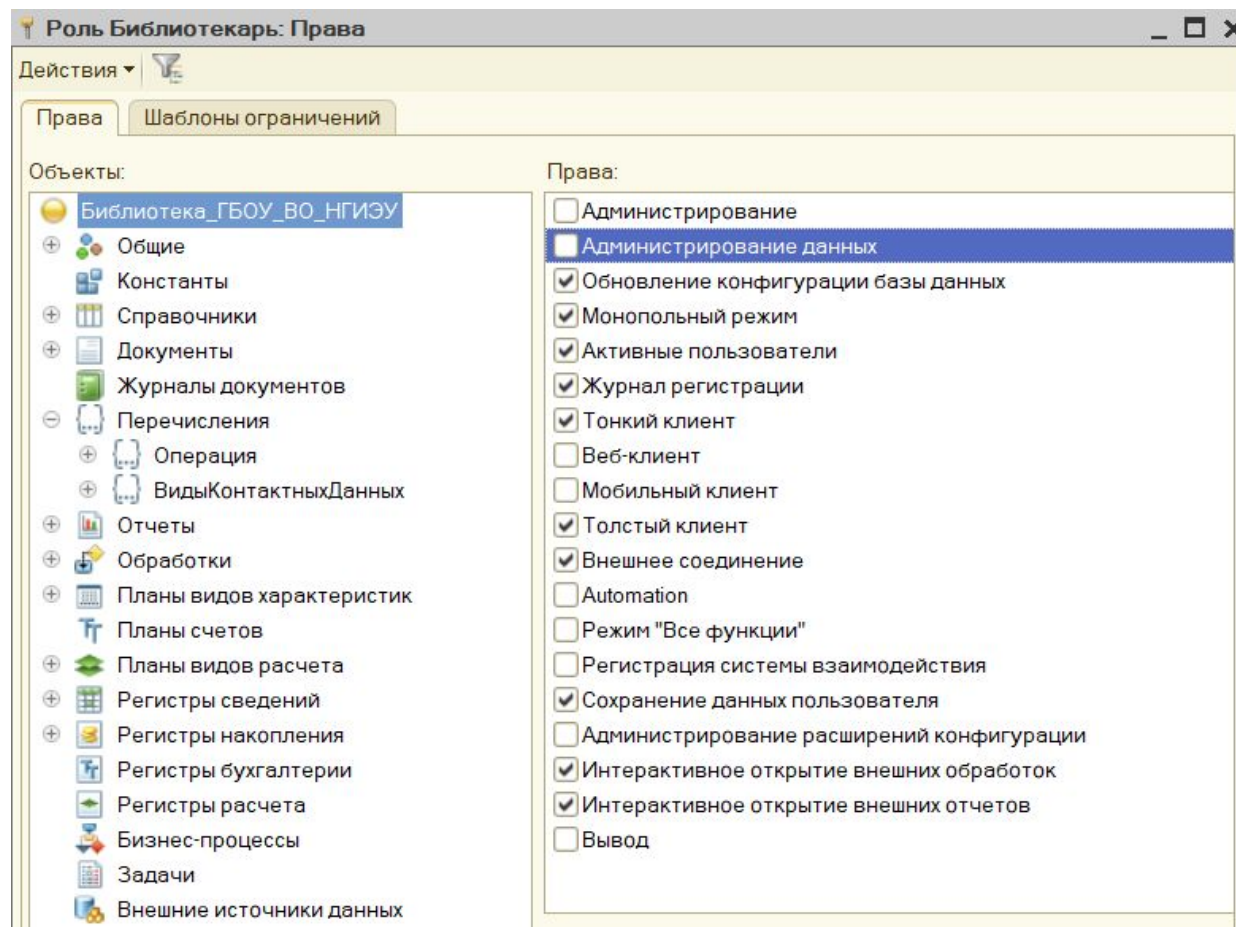 Роль Библиотекарь: Права
Действия
Права
Шаблоны ограничений
Объекты:
Библиотека_ГБОУ_ВО_НГИЭУ
Общие
Константы
Справочники
Документы
Журналы документов
Перечисления
Операция
ВидыКонтактныхДанных
Отчеты
Обработки
Планы видов характеристик
Планы счетов
Планы видов расчета
Регистры сведений
Регистры накопления
Регистры бухгалтерии
Регистры расчета
Бизнес-процессы
Задачи
Внешние источники данных
Права:
Администрирование
Администрирование данных
Обновление конфигурации базы данных
Монопольный режим
Активные пользователи
Журнал регистрации
Тонкий клиент
Веб-клиент
Мобильный клиент
Толстый клиент
Внешнее соединение
Automation
Режим "Все функции"
Регистрация системы взаимодействия
Сохранение данных пользователя
Администрирование расширений конфигурации
Интерактивное открытие внешних обработок
Интерактивное открытие внешних отчетов
Вывод